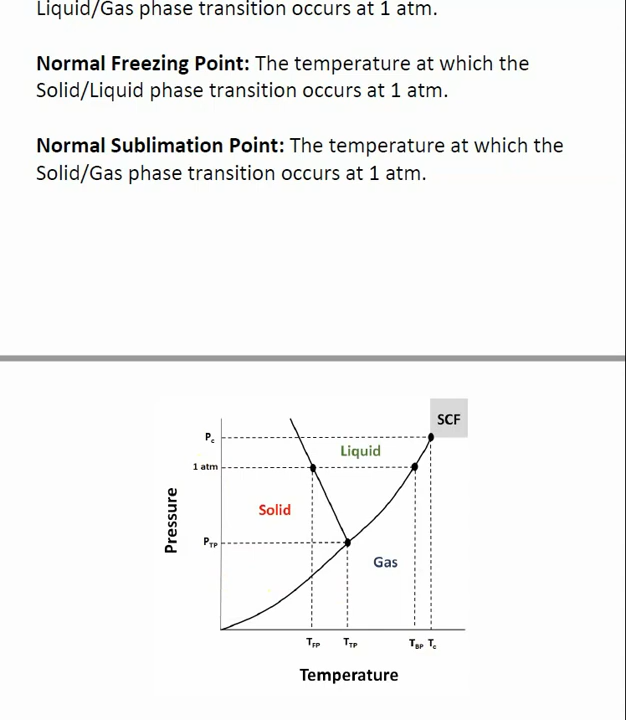 Liquid/Gas phase transition occurs at 1 atm.
Normal Freezing Point: The temperature at which the
Solid/Liquid phase transition occurs at 1 atm.
Normal Sublimation Point: The temperature at which the
Solid/Gas phase transition occurs at 1 atm.
SCF
Pc
Liquid
1 atm
Solid
Pressure
PTP
Gas
TFP TTP TBP Tc
Temperature